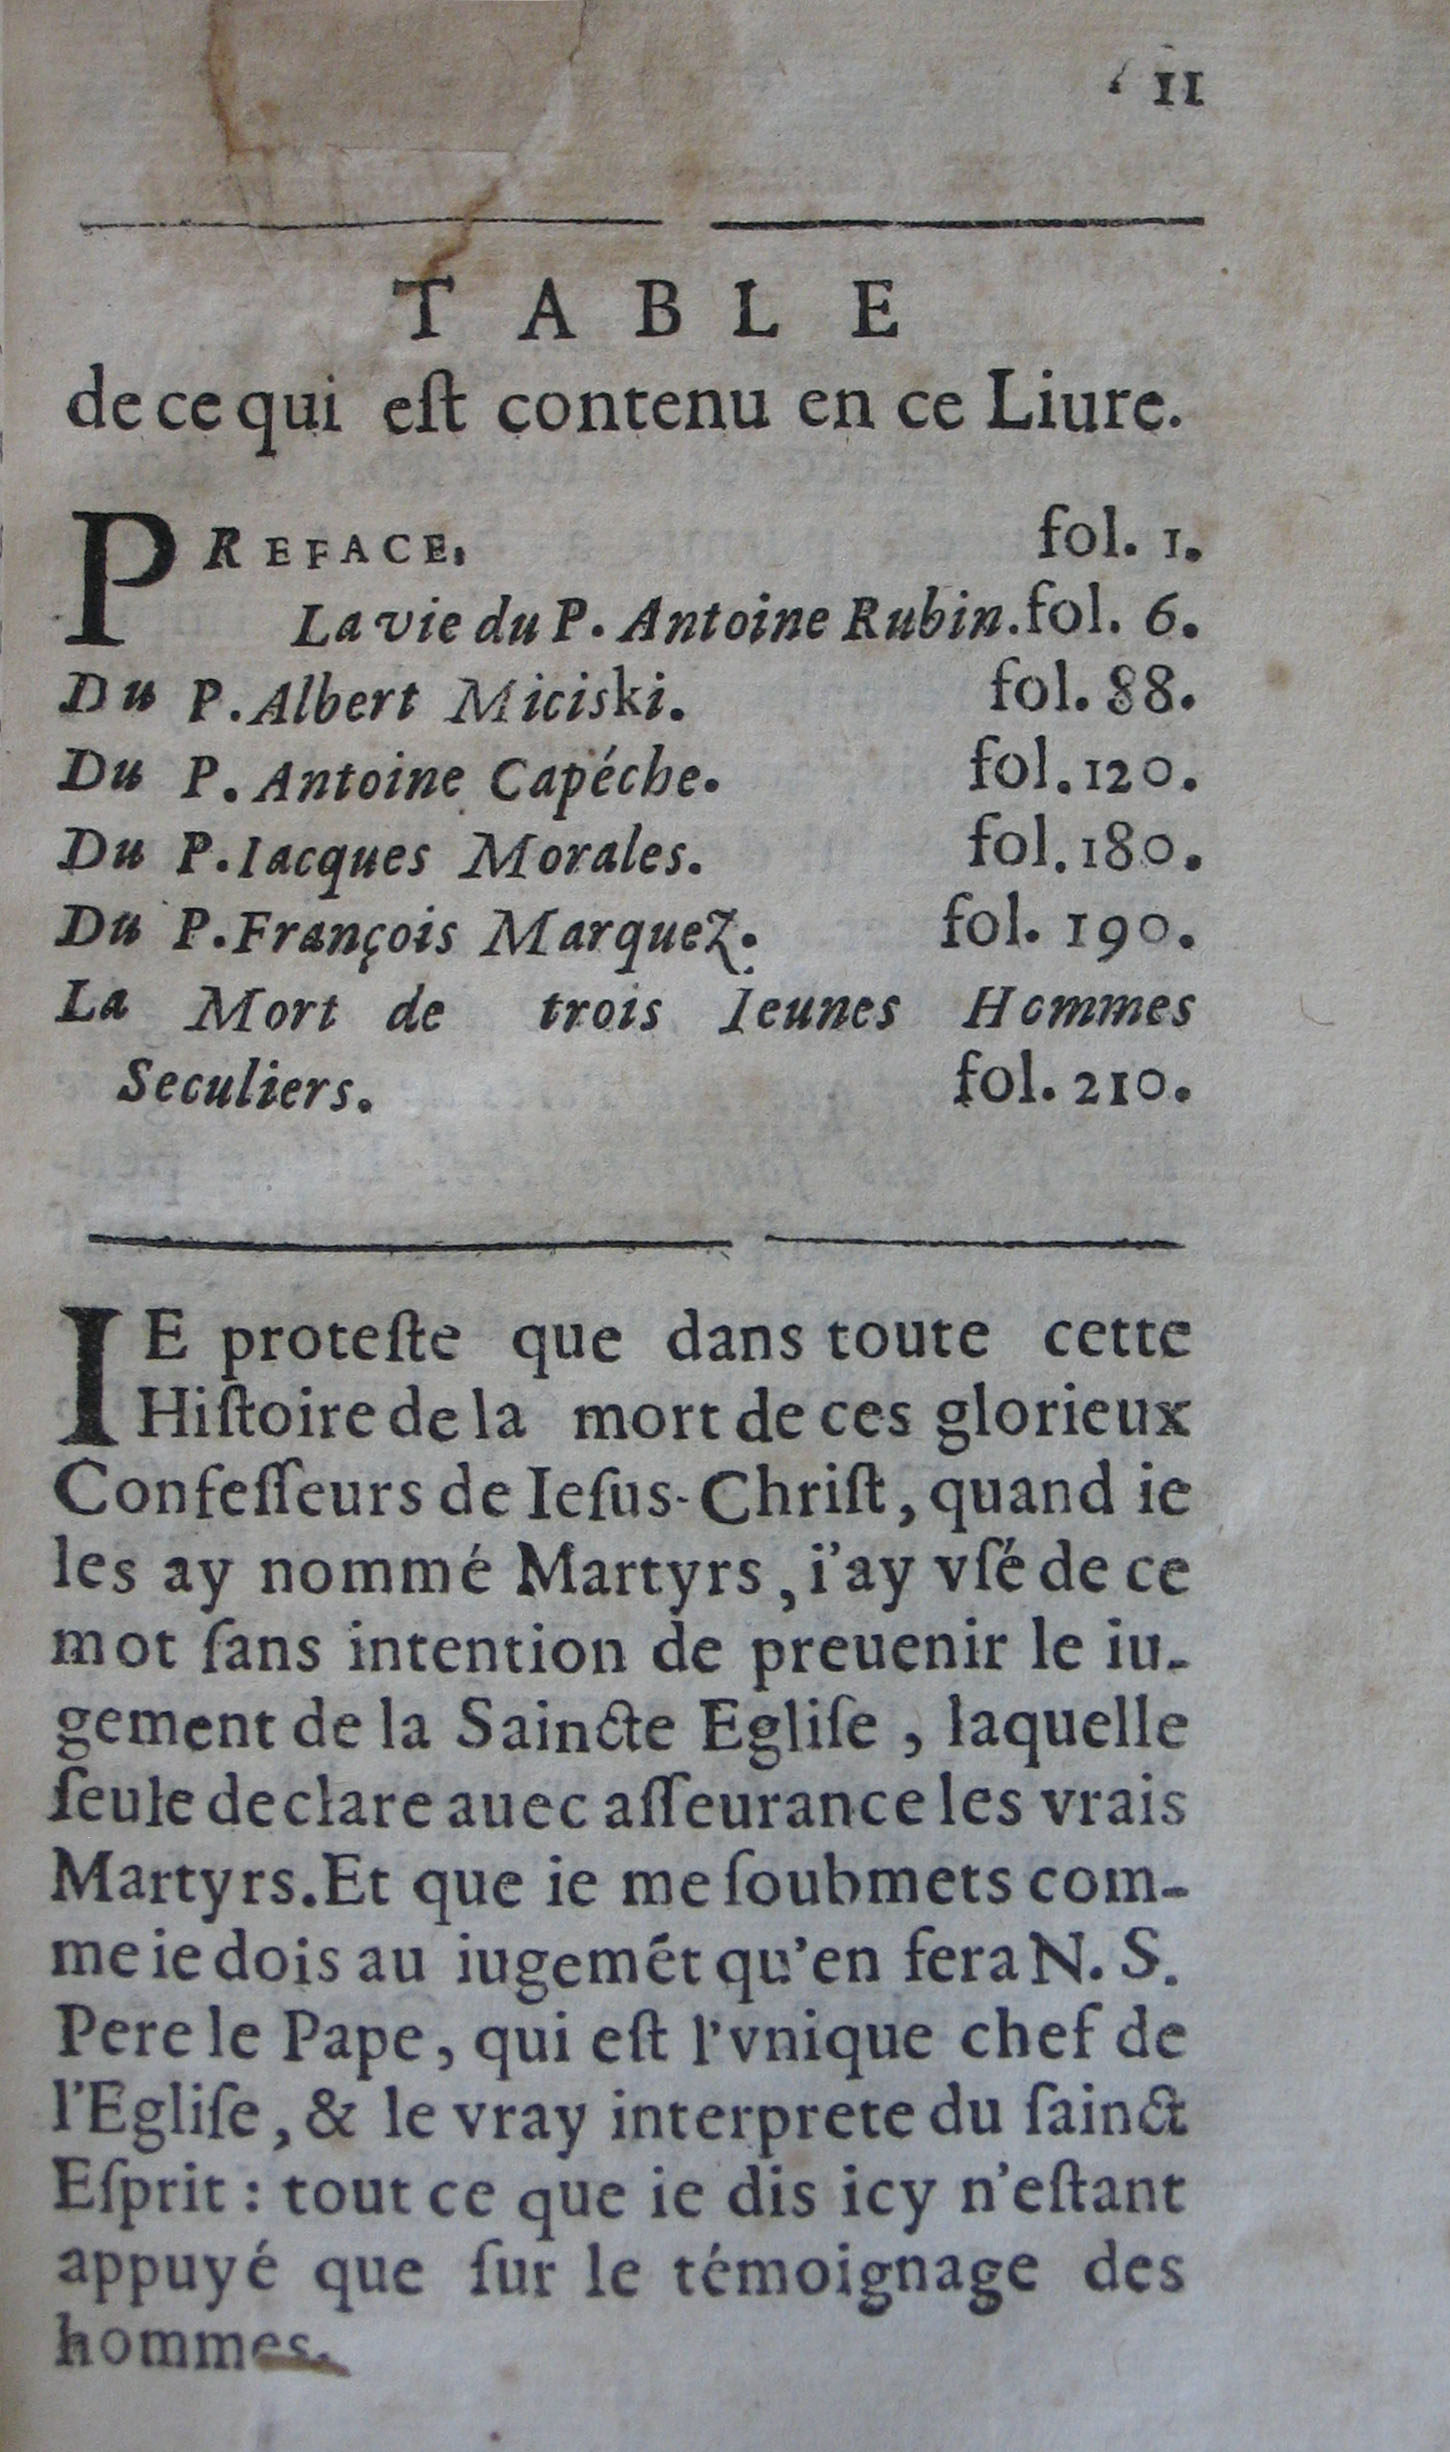 11
TABLE
de ce qui eſt contenu en ce Liure.
PREFACE. fol. 1.
La vie du P. Antoine Rubin. fol. 6.
Du P. Albert Miciski. fol. 88.
Du P. Antoine Capéche. fol. 120.
Du P. Iacques Morales. fol. 180.
Du P. François Marquez. fol. 190.
La Mort de trois Ieunes Hommes
Seculiers. fol. 210.
IE proteſte que dans toute cette
Hiſtoire de la mort de ces glorieux
Confeſſeurs de Ieſus-Chriſt, quand ie
les ay nommé Martyrs, i'ay vſé de ce
mot ſans intention de preuenir le iu-
gement de la Saincte Egliſe, laquelle
ſeule declare auec aſſeurance les vrais
Martyrs. Et que ie me ſoubmets com-
me ie dois au iugemẽt qu'en fera N. S.
Pere le Pape, qui eſt l'vnique chef de
l'Egliſe, & le vray interprete du ſainct
Eſprit : tout ce que ie dis icy n'eſtant
appuyé que ſur le témoignage des
hommes.